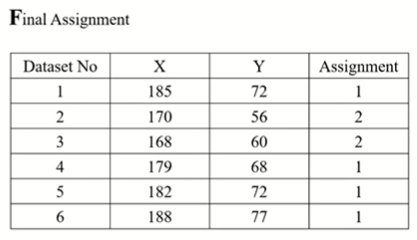 Final Assignment
Dataset No X Y Assignment
1 185 72 1
2 170 56 2
3 168 60 2
4 179 68 1
5 182 72 1
6 188 77 1